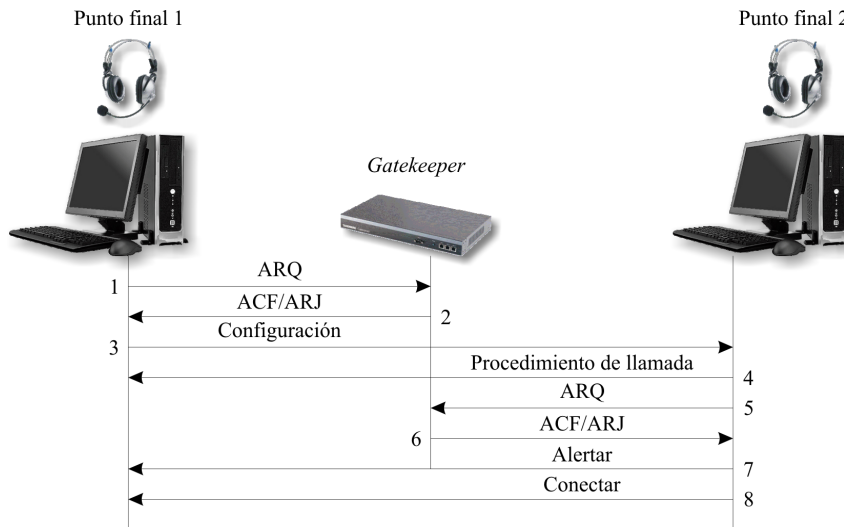 Punto final 1
Punto final 2
Gatekeeper
ARQ
1
ACF/ARJ
2
Configuración
3
Procedimiento de llamada
4
ARQ
5
ACF/ARJ
6
Alertar
7
Conectar
8